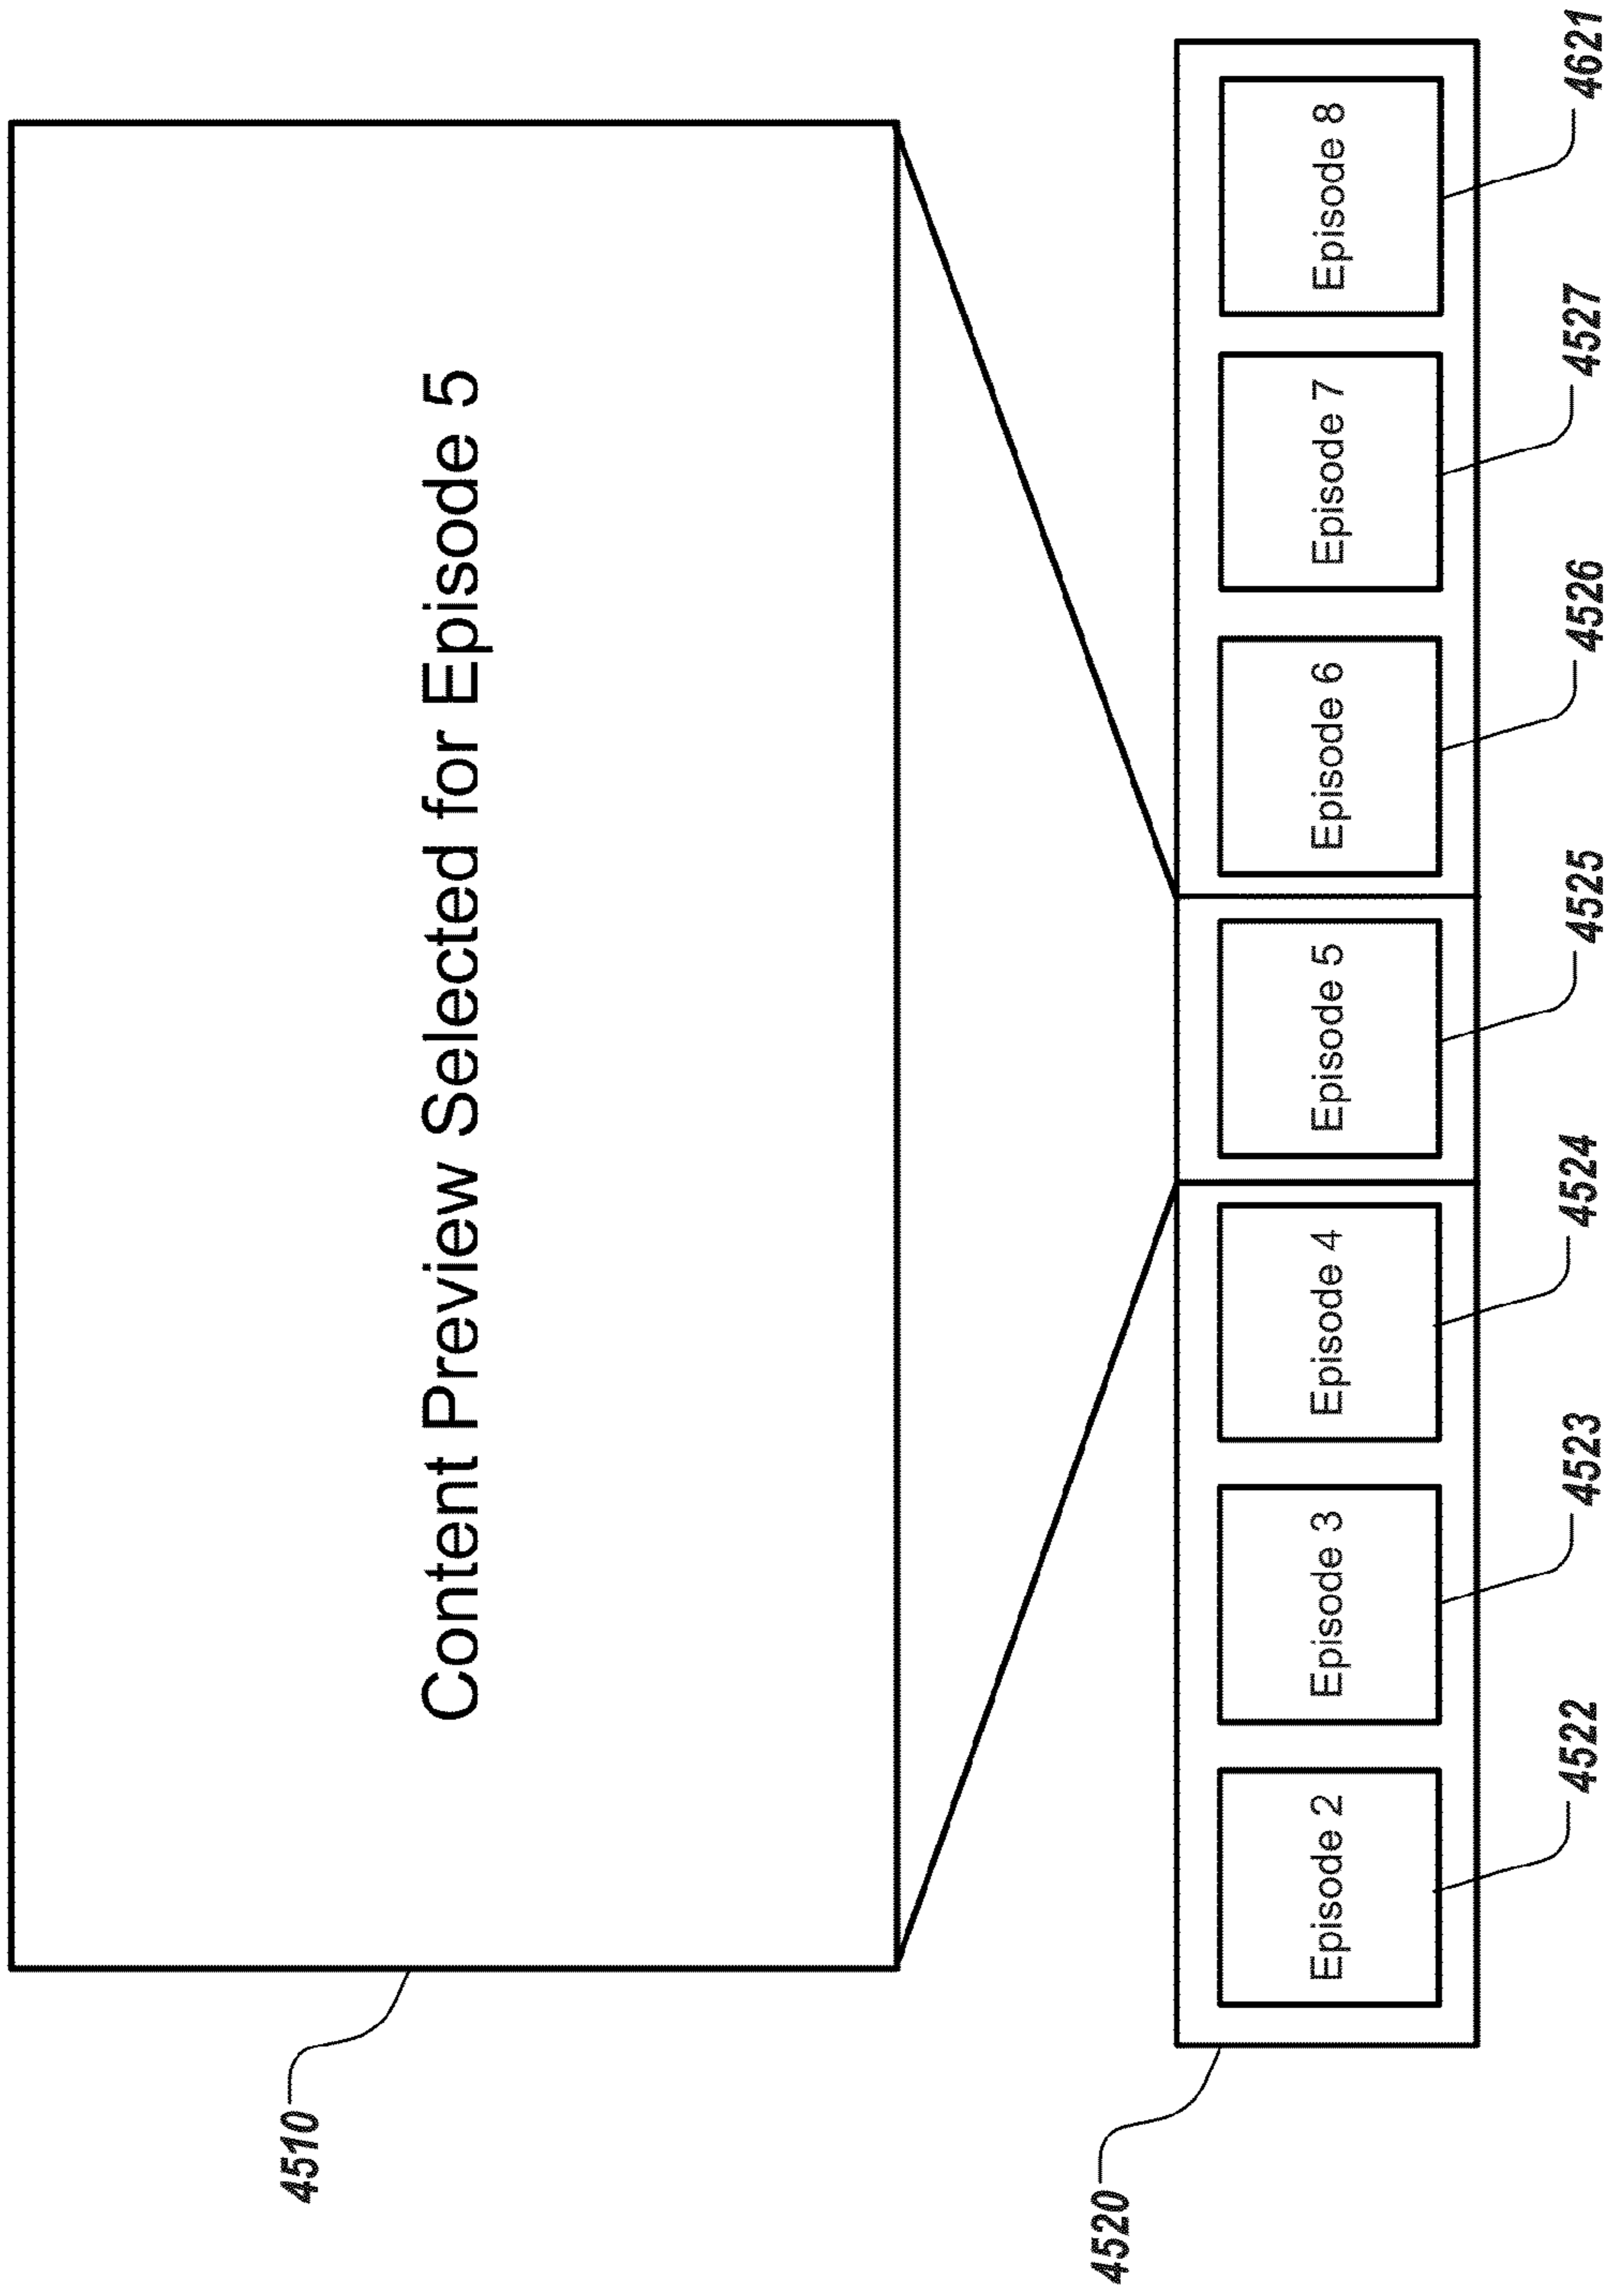 Content Preview Selected for Episode 5
4510
Episode 2
Episode 3
Episode 4
Episode 5
Episode 6
Episode 7
Episode 8
4520
4522
4523
4524
4525
4526
4527
4621